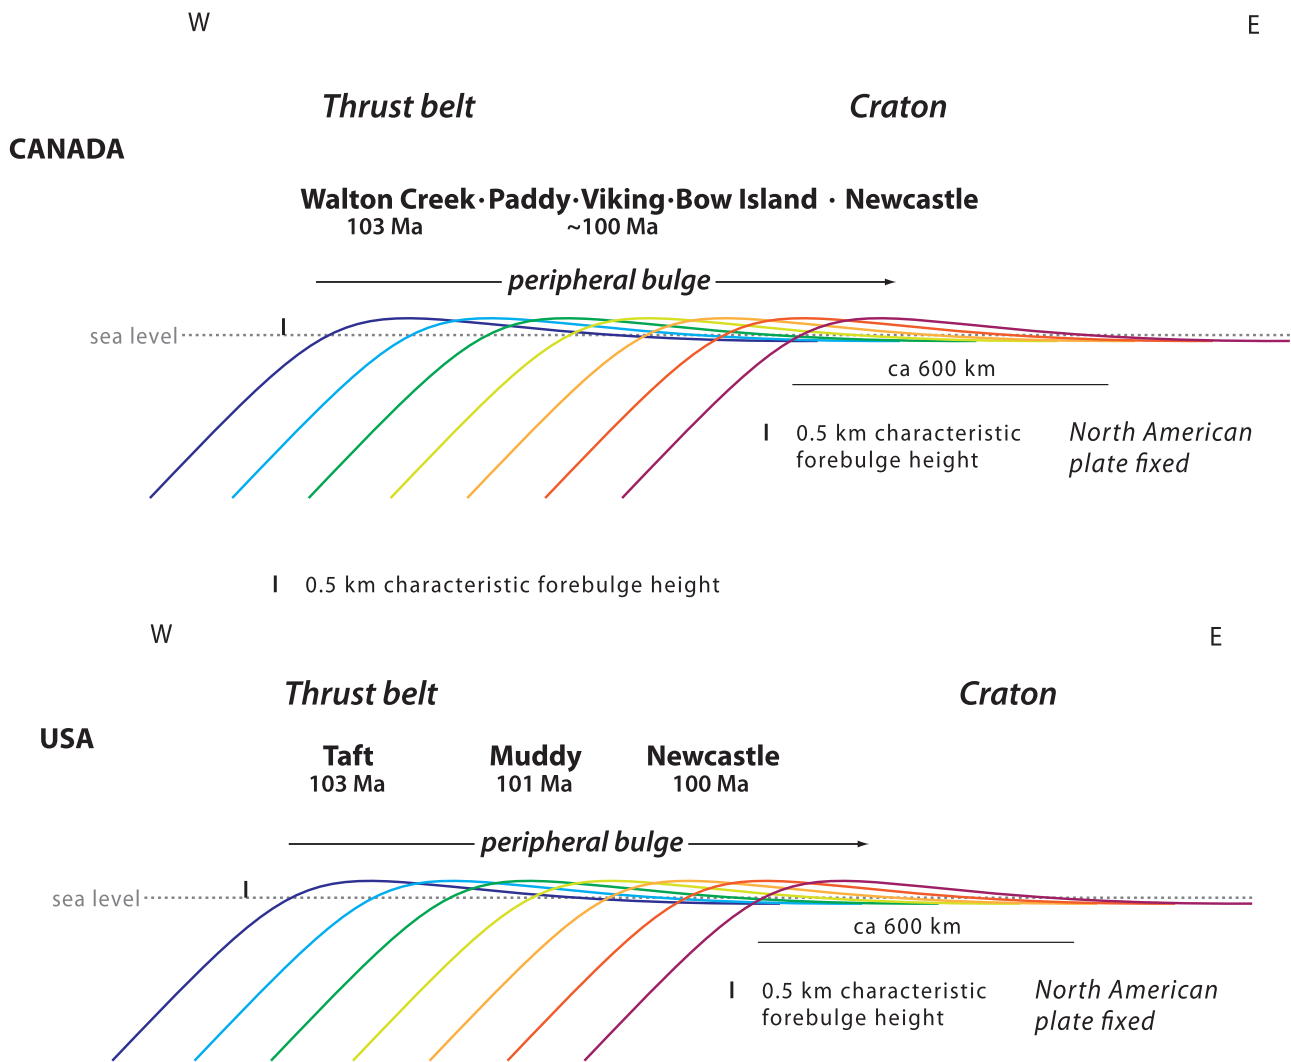 W
E
Thrust belt
Craton
CANADA
Walton Creek·Paddy·Viking·Bow Island · Newcastle
103 Ma
~100 Ma
peripheral bulge
sea level
ca 600 km
0.5 km characteristic
forebulge height
North American
plate fixed
0.5 km characteristic forebulge height
W
E
Thrust belt
Craton
USA
Taft
Muddy
Newcastle
103 Ma
101 Ma
100 Ma
peripheral bulge
sea level
ca 600 km
0.5 km characteristic
forebulge height
North American
plate fixed